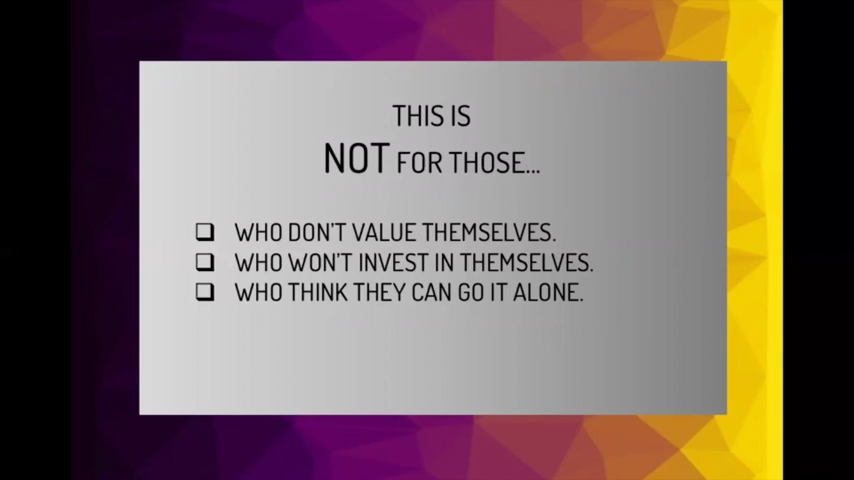 THIS IS
NOT FOR THOSE...
WHO DON'T VALUE THEMSELVES.
WHO WON'T INVEST IN THEMSELVES.
WHO THINK THEY CAN GO IT ALONE.